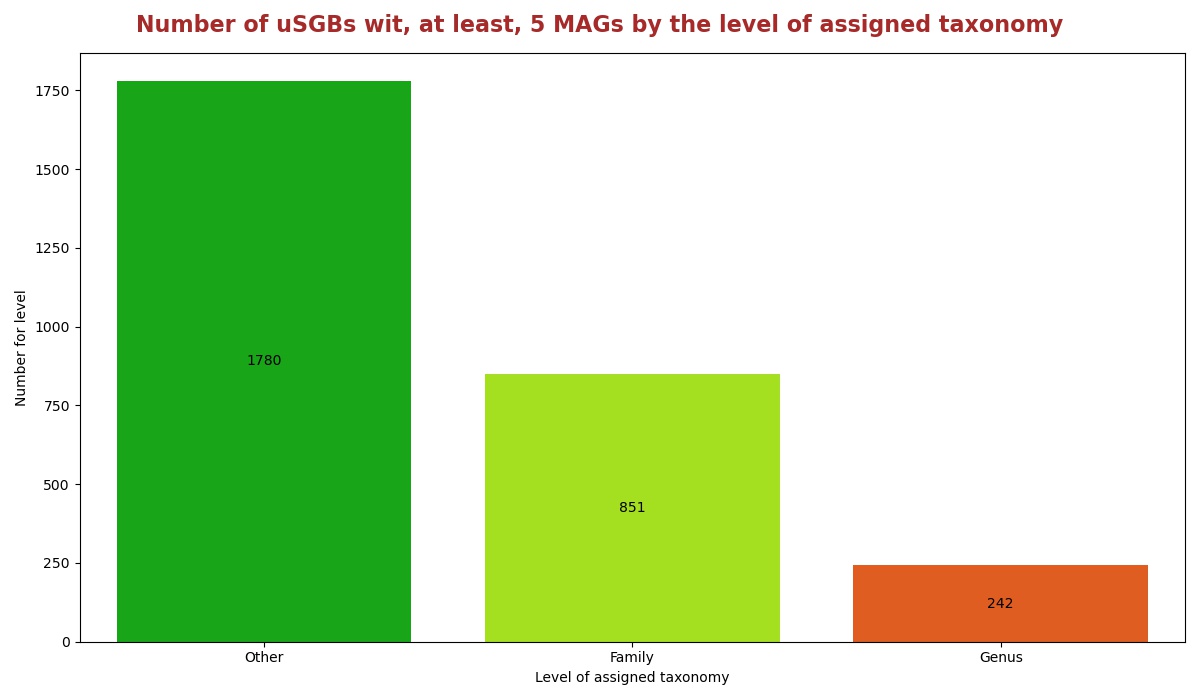 Number of uSGBs wit, at least, 5 MAGs by the level of assigned taxonomy
Number for level
1750
1500
1250
1000
750
500
250
0
1780
851
242
Other
Family
Genus
Level of assigned taxonomy